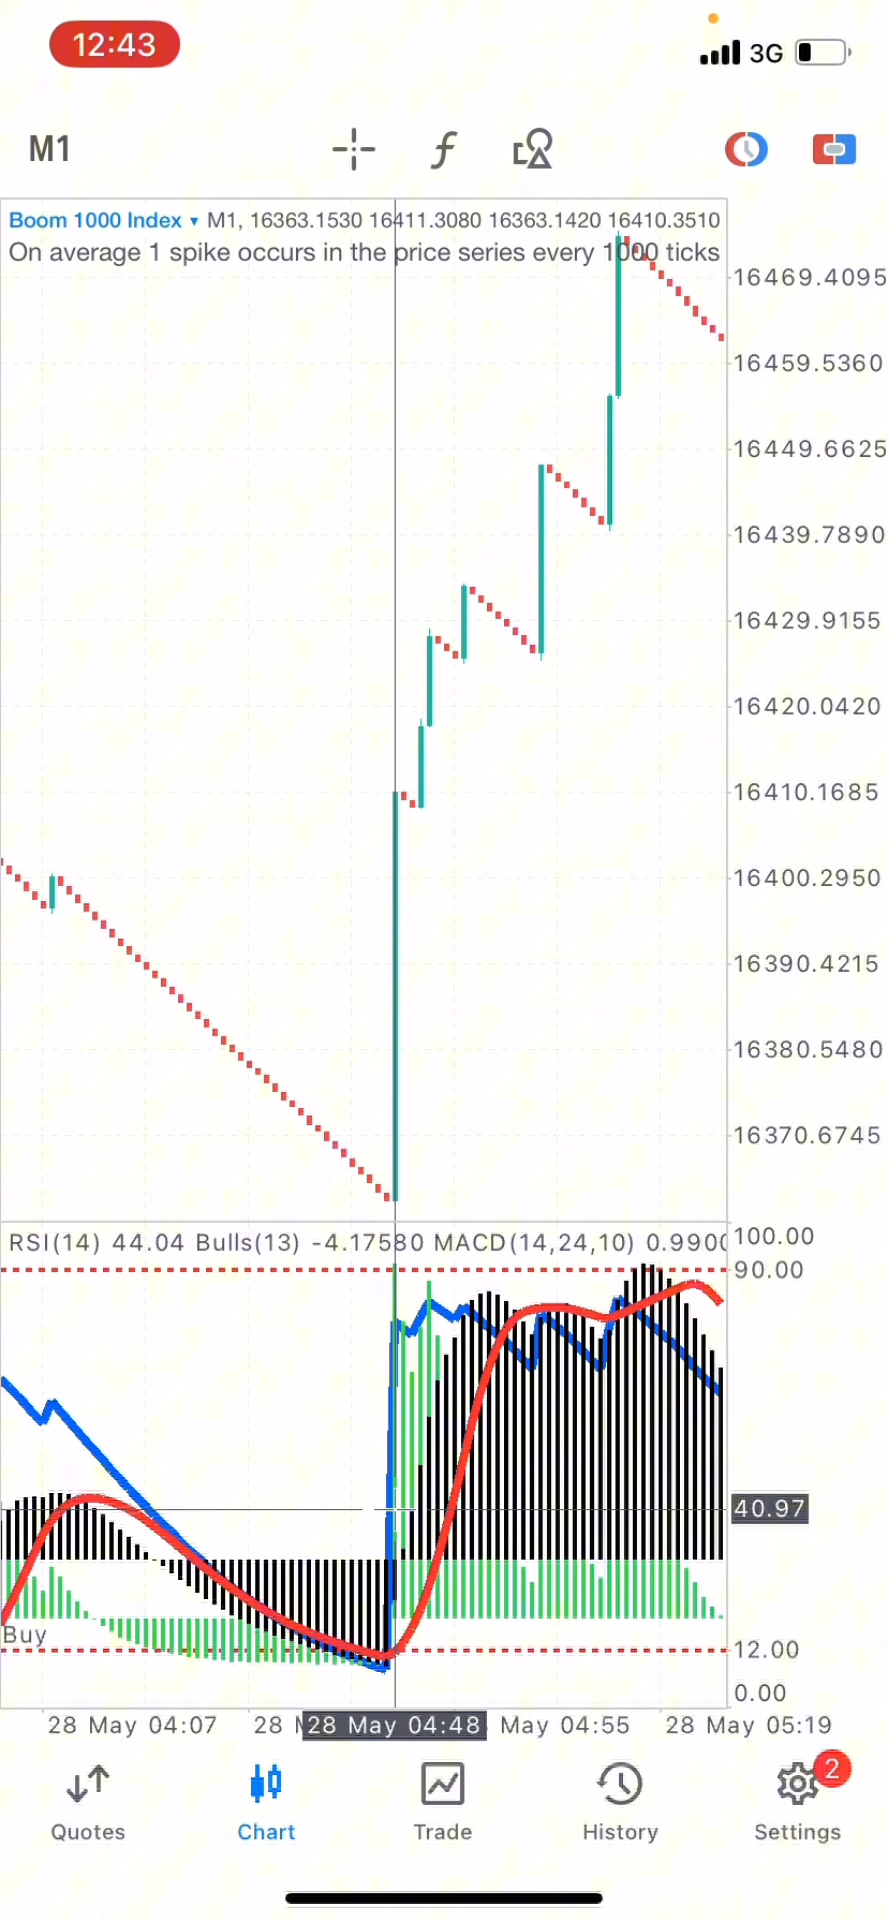 12:43
3G
M1
Boom 1000 Index ▾ M1, 16363.1530 16411.3080 16363.1420 16410.3510
On average 1 spike occurs in the price series every 1000 ticks
16469.4095
16459.5360
16449.6625
16439.7890
16429.9155
16420.0420
16410.1685
16400.2950
16390.4215
16380.5480
16370.6745
RSI(14) 44.04 Bulls(13) -4.17580 MACD(14,24,10) 0.9900
100.00
90.00
40.97
Buy
12.00
0.00
28 May 04:07 28 28 May 04:48 May 04:55 28 May 05:19
2
Quotes Chart Trade History Settings